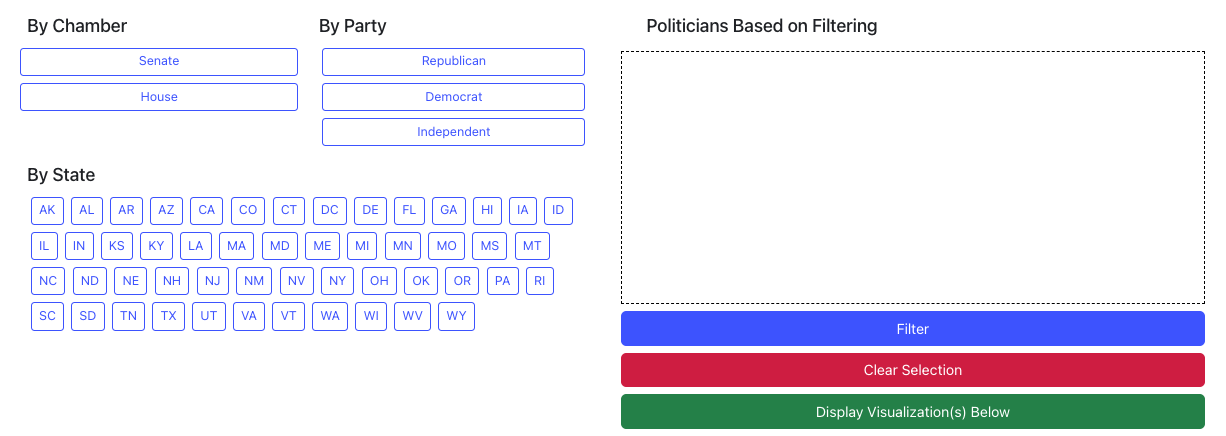 By Chamber
Senate
House
By Party
Republican
Democrat
Independent
By State
AK AL AR AZ CA CO CT DC DE FL GA HI IA ID
IL IN KS KY LA MA MD ME MI MN MO MS MT
NC ND NE NH NJ NM NV NY OH OK OR PA RI
SC SD TN TX UT VA VT WA WI WV WY
Politicians Based on Filtering
Filter
Clear Selection
Display Visualization(s) Below